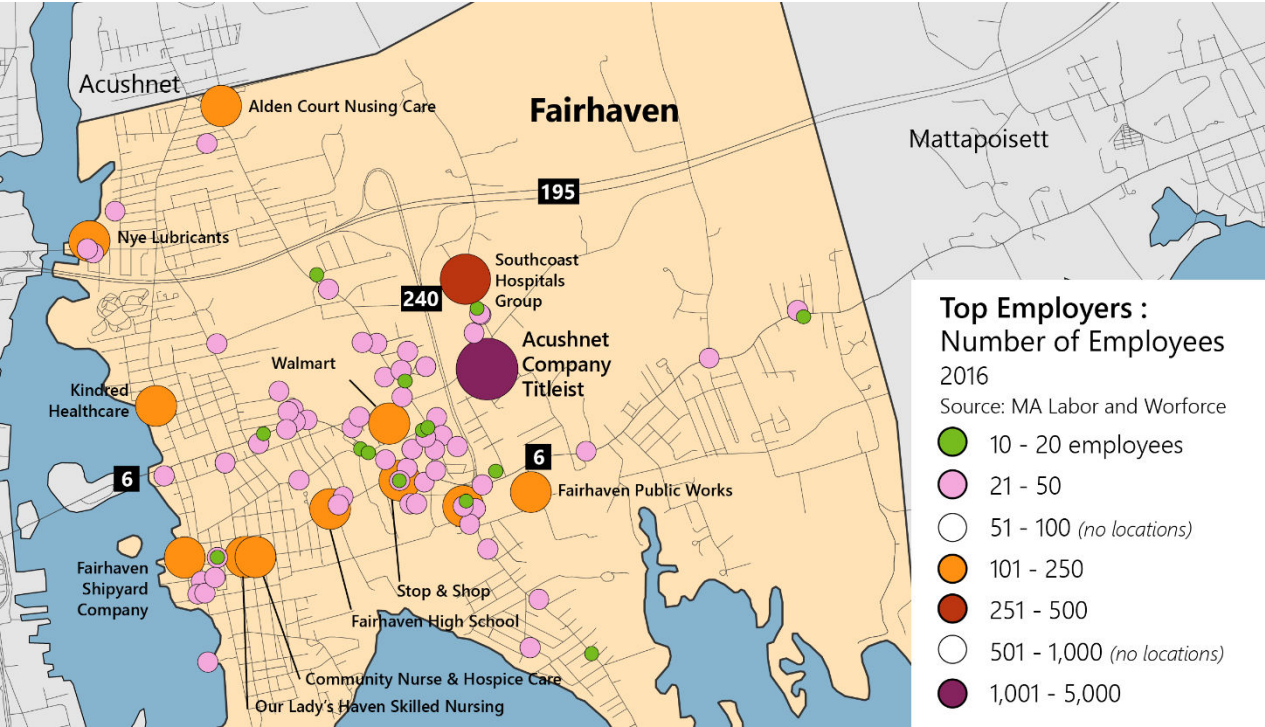 Acushnet
Alden Court Nusing Care
Fairhaven
Mattapoisett
195
Nye Lubricants
Southcoast
Hospitals
Group
240
Acushnet
Company
Titleist
Walmart
Kindred
Healthcare
6
6
Fairhaven Public Works
Fairhaven
Shipyard
Company
Stop & Shop
Fairhaven High School
Community Nurse & Hospice Care
Our Lady's Haven Skilled Nursing
Top Employers :
Number of Employees
2016
Source: MA Labor and Worforce
10 - 20 employees
21 - 50
51 - 100 (no locations)
101 - 250
251 - 500
501 - 1,000 (no locations)
1,001 - 5,000